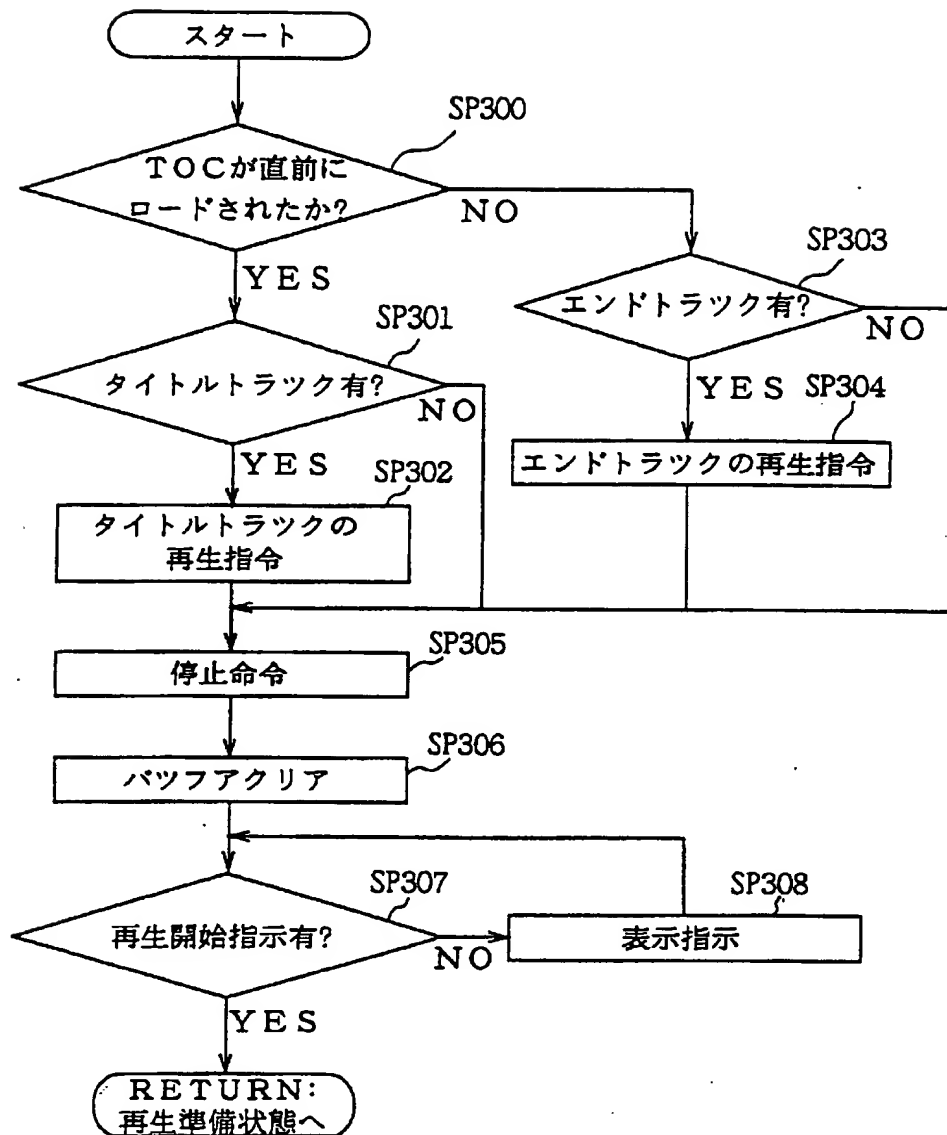 スタート
SP300
TOCが直前に
ロードされたか?
NO
YES
SP303
エンドトラック有?
NO
SP301
タイトルトラック有?
NO
YES
SP304
エンドトラックの再生指令
YES
SP302
タイトルトラックの
再生指令
SP305
停止命令
SP306
バツフアクリア
SP307
再生開始指示有?
NO
SP308
表示指示
YES
RETURN:
再生準備状態へ